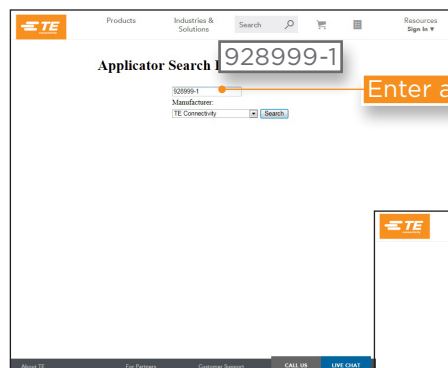 TE
Products
Industries &
Solutions
Search
Resources
Sign In ▼
Applicator Search
928999-1
Enter a
928999-1
Manufacturer:
TE Connectivity
Search
TE
About TE
For Partners
Customer Support
CALL US
LIVE CHAT